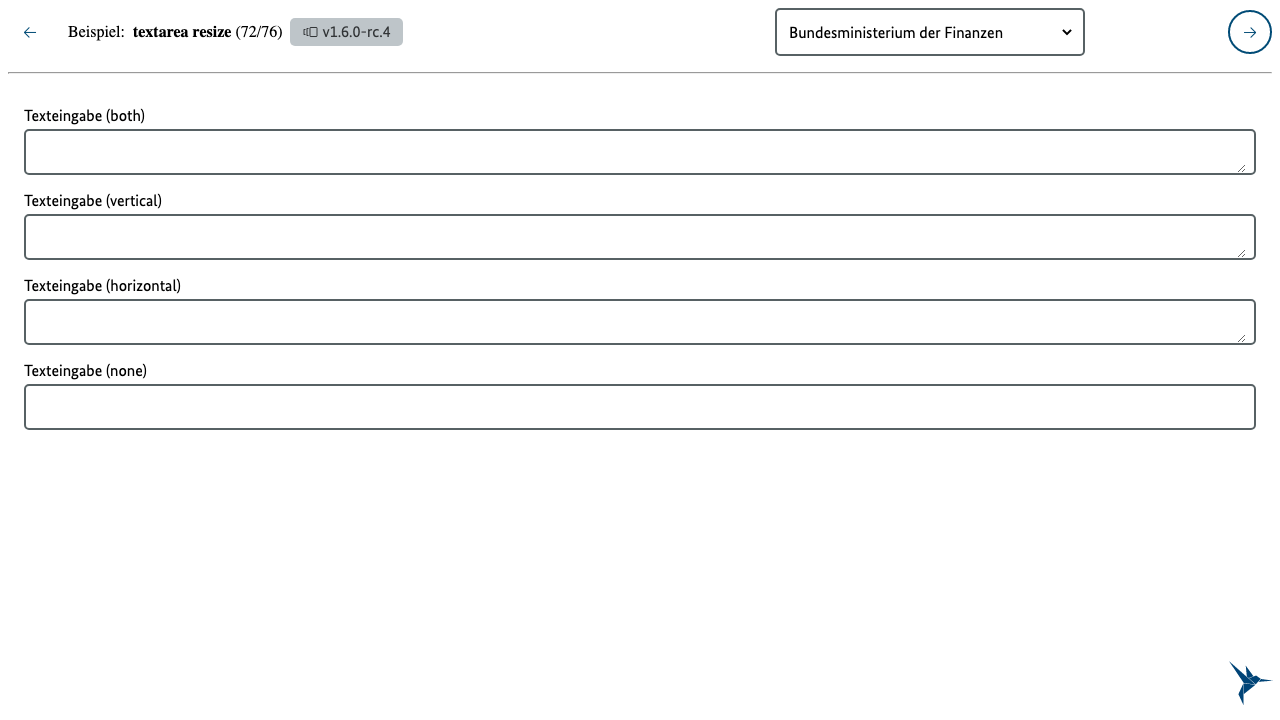 Beispiel: textarea resize (72/76) v1.6.0-rc.4 Bundesministerium der Finanzen
Texteingabe (both)
Texteingabe (vertical)
Texteingabe (horizontal)
Texteingabe (none)